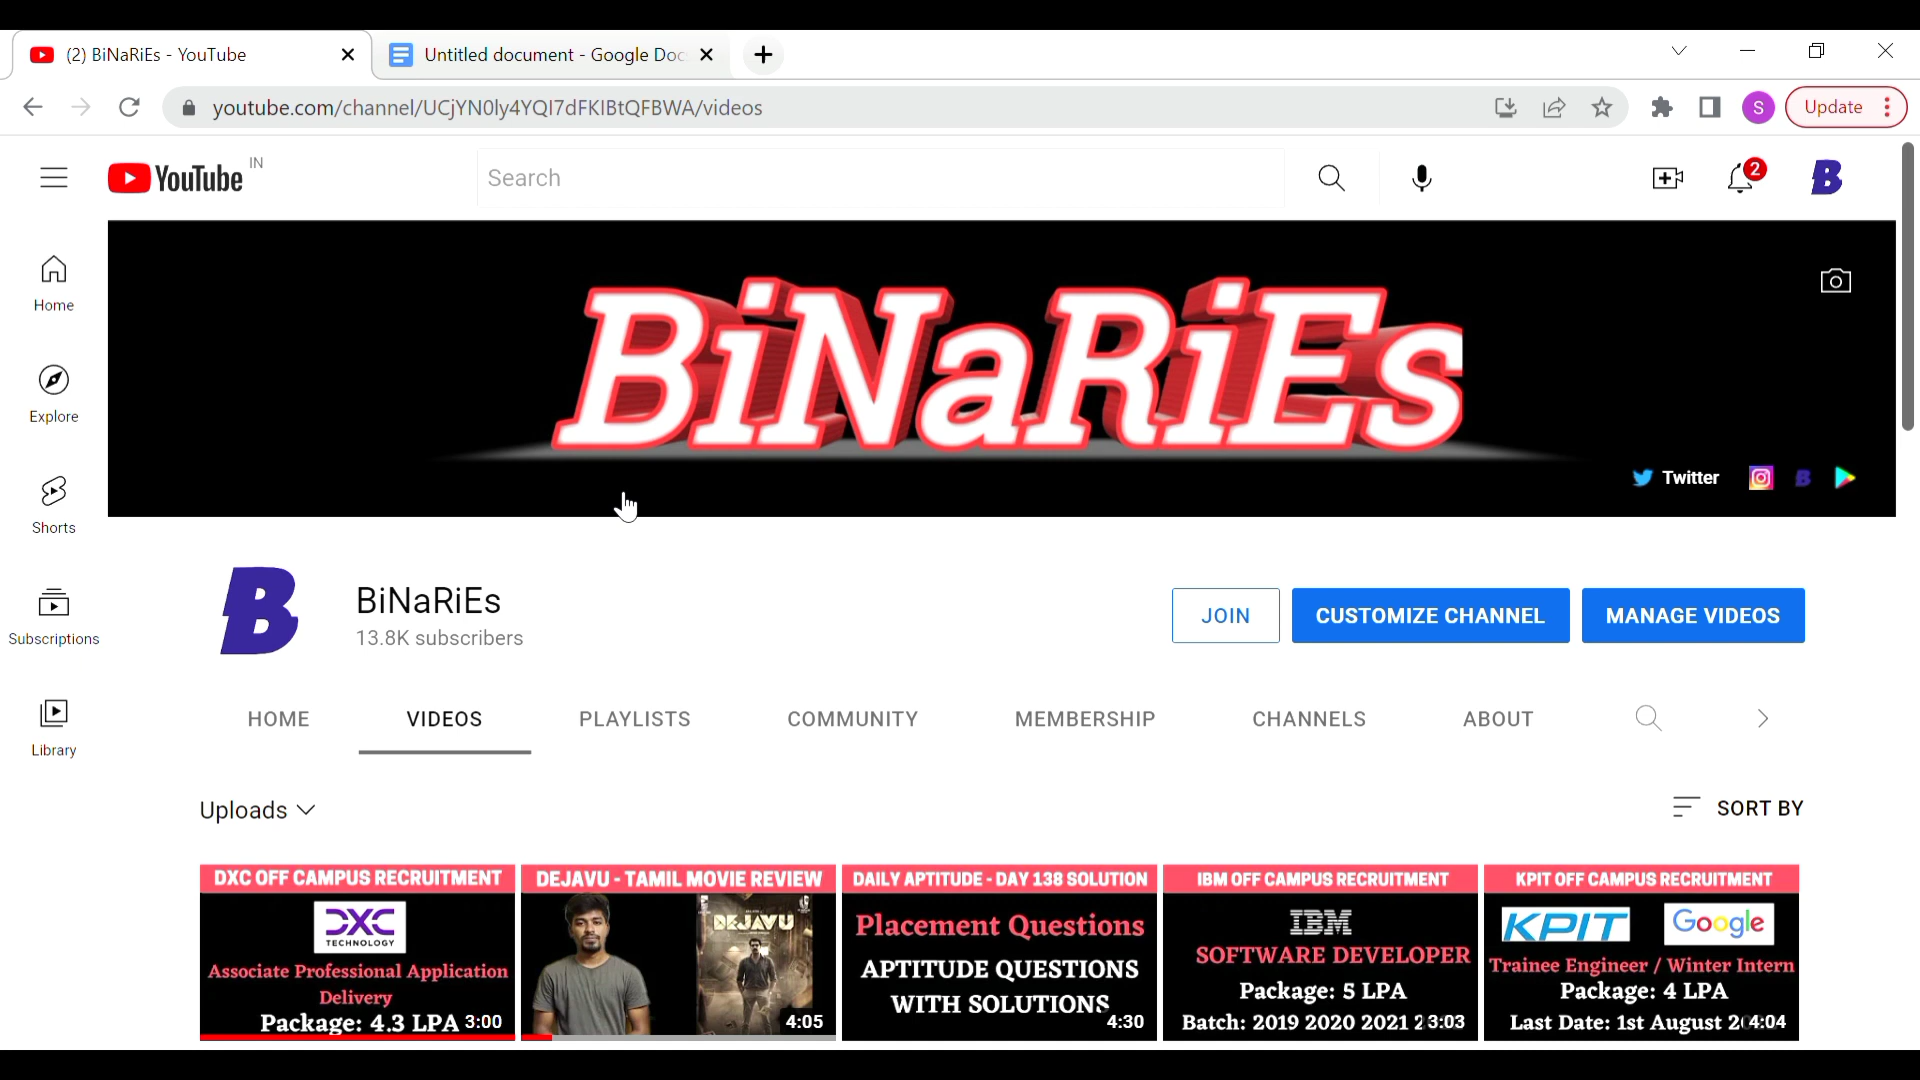 (2) BiNaRiEs - YouTube
Untitled document - Google Doc
youtube.com/channel/UCjYN0ly4YQI7dFKIBtQFBWA/videos
S
Update
YouTube IN
Search
2
B
BiNaRiEs
Twitter
B
Home
Explore
Shorts
Subscriptions
Library
B
BiNaRiEs
13.8K subscribers
JOIN
CUSTOMIZE CHANNEL
MANAGE VIDEOS
HOME
VIDEOS
PLAYLISTS
COMMUNITY
MEMBERSHIP
CHANNELS
ABOUT
Uploads
SORT BY
DXC OFF CAMPUS RECRUITMENT
DXC
TECHNOLOGY
Associate Professional Application
Delivery
Package: 4.3 LPA
3:00
DEJAVU - TAMIL MOVIE REVIEW
DEJAVU
4:05
DAILY APTITUDE - DAY 138 SOLUTION
Placement Questions
APTITUDE QUESTIONS
WITH SOLUTIONS
4:30
IBM OFF CAMPUS RECRUITMENT
IBM
SOFTWARE DEVELOPER
Package: 5 LPA
Batch: 2019 2020 2021
3:03
KPIT OFF CAMPUS RECRUITMENT
KPIT
Google
Trainee Engineer / Winter Intern
Package: 4 LPA
Last Date: 1st August
4:04